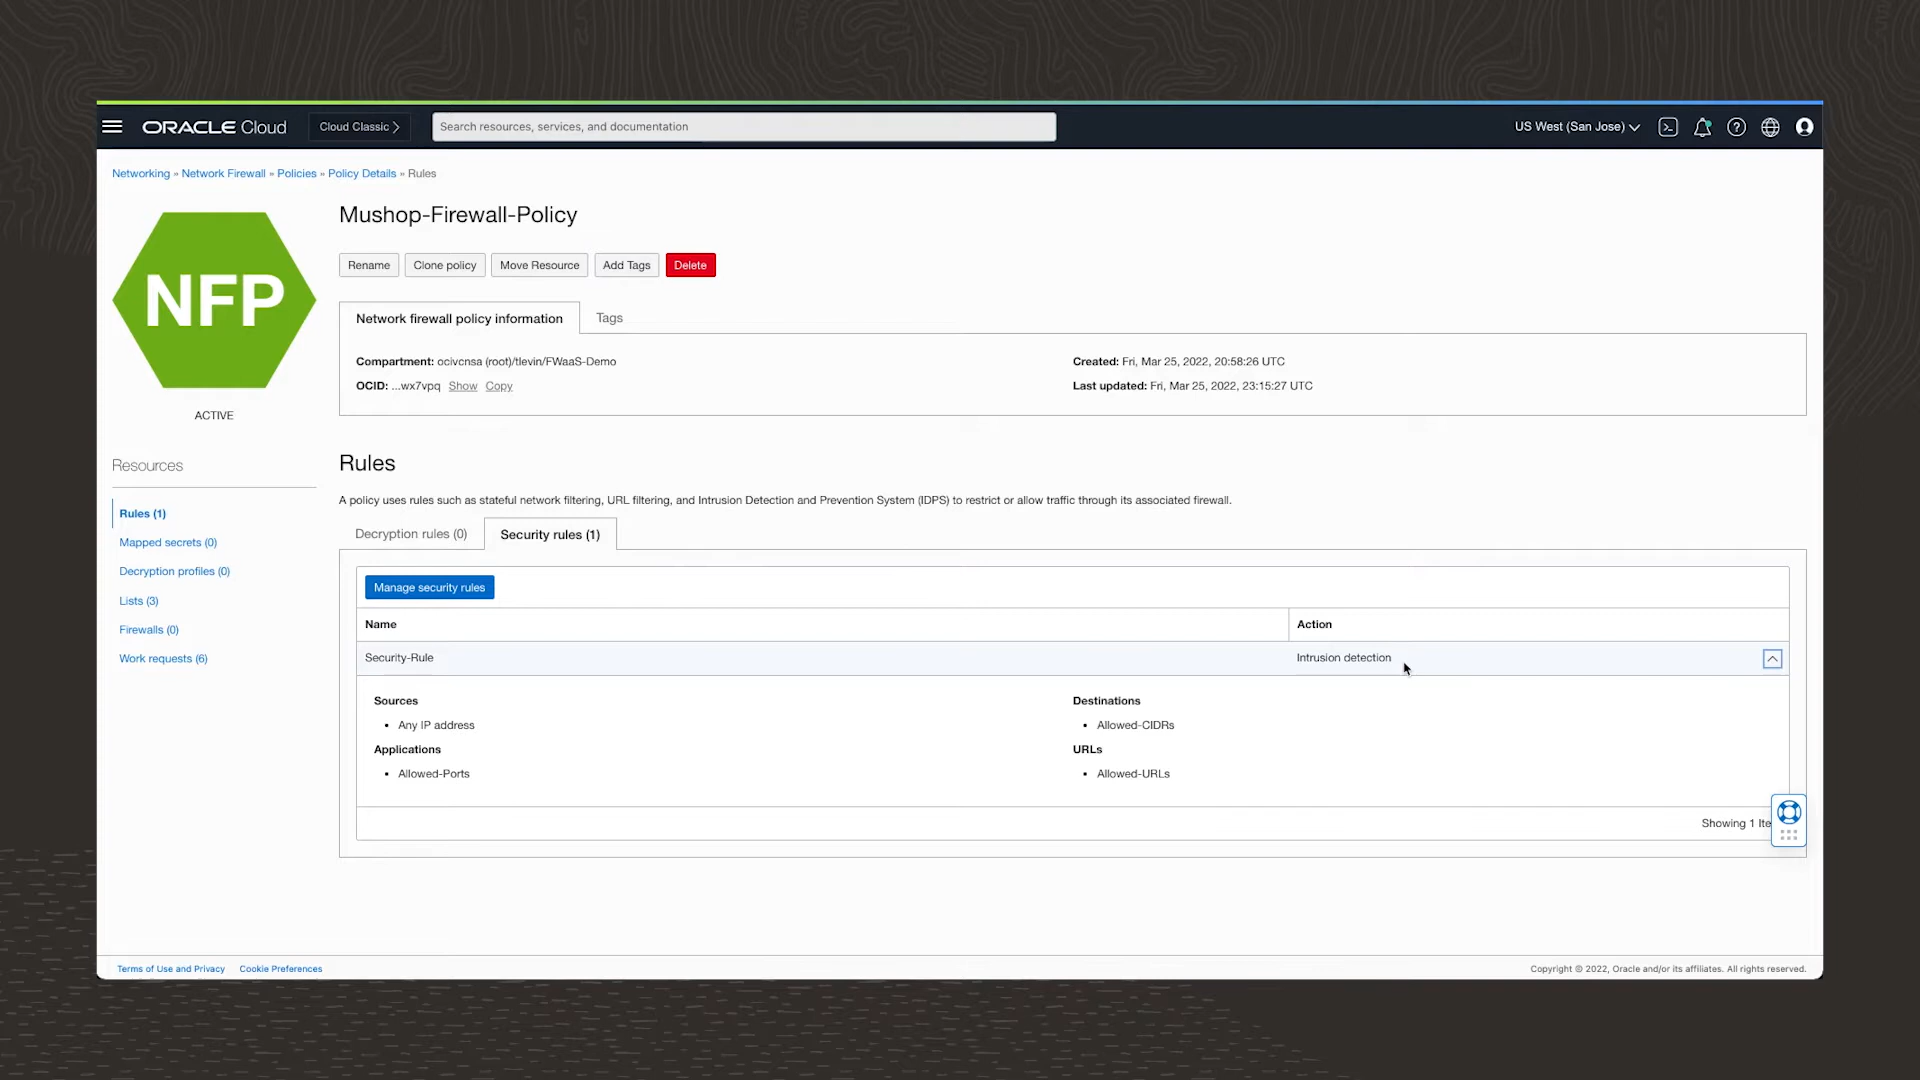 ORACLE Cloud
Cloud Classic
Search resources, services, and documentation
US West (San Jose)
Networking » Network Firewall » Policies » Policy Details » Rules
NFP
ACTIVE
Mushop-Firewall-Policy
Rename
Clone policy
Move Resource
Add Tags
Delete
Network firewall policy information
Tags
Compartment: ocivcnsa (root)/tlevin/FWaaS-Demo
OCID: ...wx7vpq Show Copy
Created: Fri, Mar 25, 2022, 20:58:26 UTC
Last updated: Fri, Mar 25, 2022, 23:15:27 UTC
Resources
Rules (1)
Mapped secrets (0)
Decryption profiles (0)
Lists (3)
Firewalls (0)
Work requests (6)
Rules
A policy uses rules such as stateful network filtering, URL filtering, and Intrusion Detection and Prevention System (IDPS) to restrict or allow traffic through its associated firewall.
Decryption rules (0)
Security rules (1)
Manage security rules
Name
Action
Security-Rule
Intrusion detection
Sources
• Any IP address
Applications
• Allowed-Ports
Destinations
• Allowed-CIDRs
URLs
• Allowed-URLs
Showing 1 Ite
Terms of Use and Privacy
Cookie Preferences
Copyright © 2022, Oracle and/or its affiliates. All rights reserved.